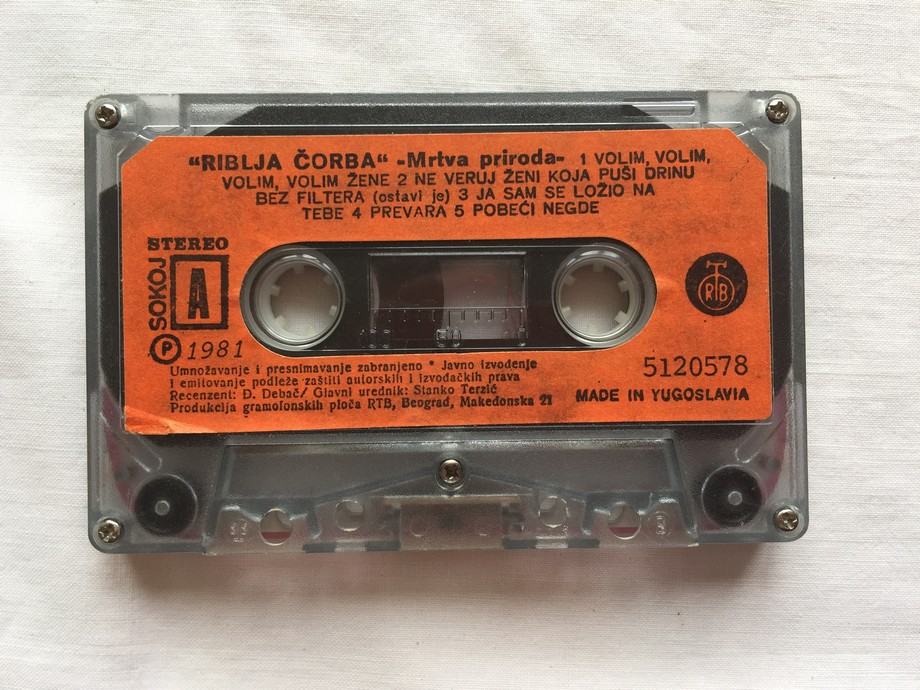 "RIBLJA ČORBA" -Mrtva priroda- 1 VOLIM, VOLIM,
VOLIM, VOLIM ŽENE 2 NE VERUJ ŽENI KOJA PUŠI DRINU
BEZ FILTERA (ostavi je) 3 JA SAM SE LOŽIO NA
TEBE 4 PREVARA 5 POBEĆI NEGDE
STEREO
SOKOJ
A
RTB
℗ 1981
5120578
Umnožavanje i presnimavanje zabranjeno * Javno izvođenje
i emitovanje podleže zaštiti autorskih i izvođačkih prava
Recenzent: Đ. Debač/ Glavni urednik: Stanko Terzić
Produkcija gramofonskih ploča RTB, Beograd, Makedonska 21
MADE IN YUGOSLAVIA